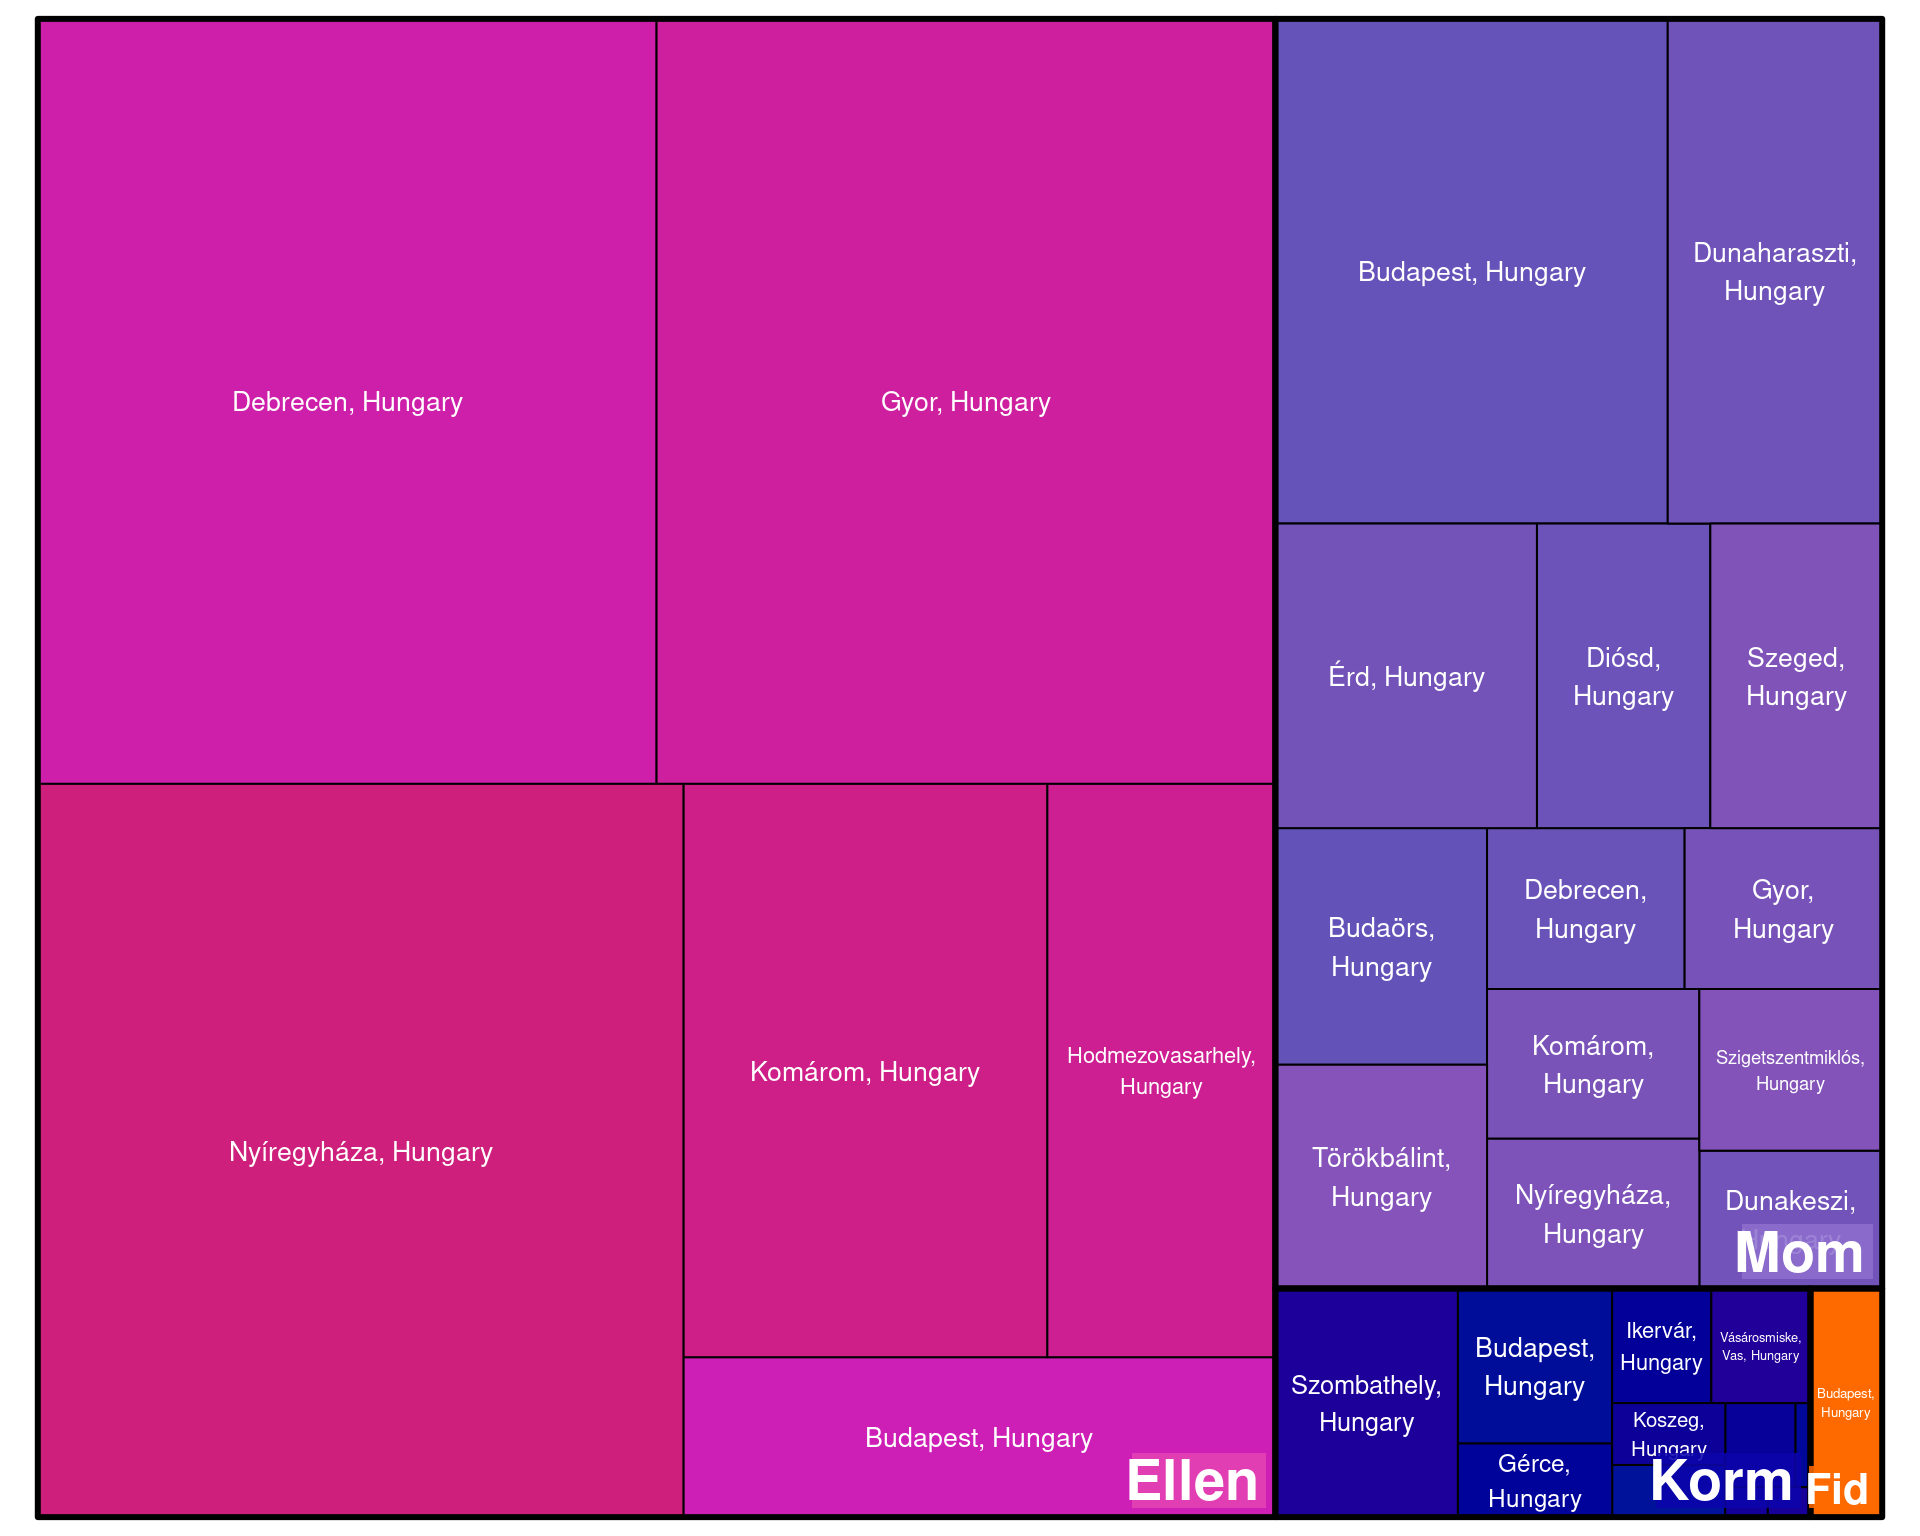 Debrecen, Hungary
Gyor, Hungary
Nyíregyháza, Hungary
Komárom, Hungary
Hodmezovasarhely,
Hungary
Budapest, Hungary
Ellen
Budapest, Hungary
Dunaharaszti,
Hungary
Érd, Hungary
Diósd,
Hungary
Szeged,
Hungary
Budaörs,
Hungary
Debrecen,
Hungary
Gyor,
Hungary
Komárom,
Hungary
Szigetszentmiklós,
Hungary
Törökbálint,
Hungary
Nyíregyháza,
Hungary
Dunakeszi,
Hungary
Mom
Szombathely,
Hungary
Budapest,
Hungary
Ikervár,
Hungary
Vásárosmiske,
Vas, Hungary
Koszeg,
Hungary
Gérce,
Hungary
Korm
Budapest,
Hungary
Fid